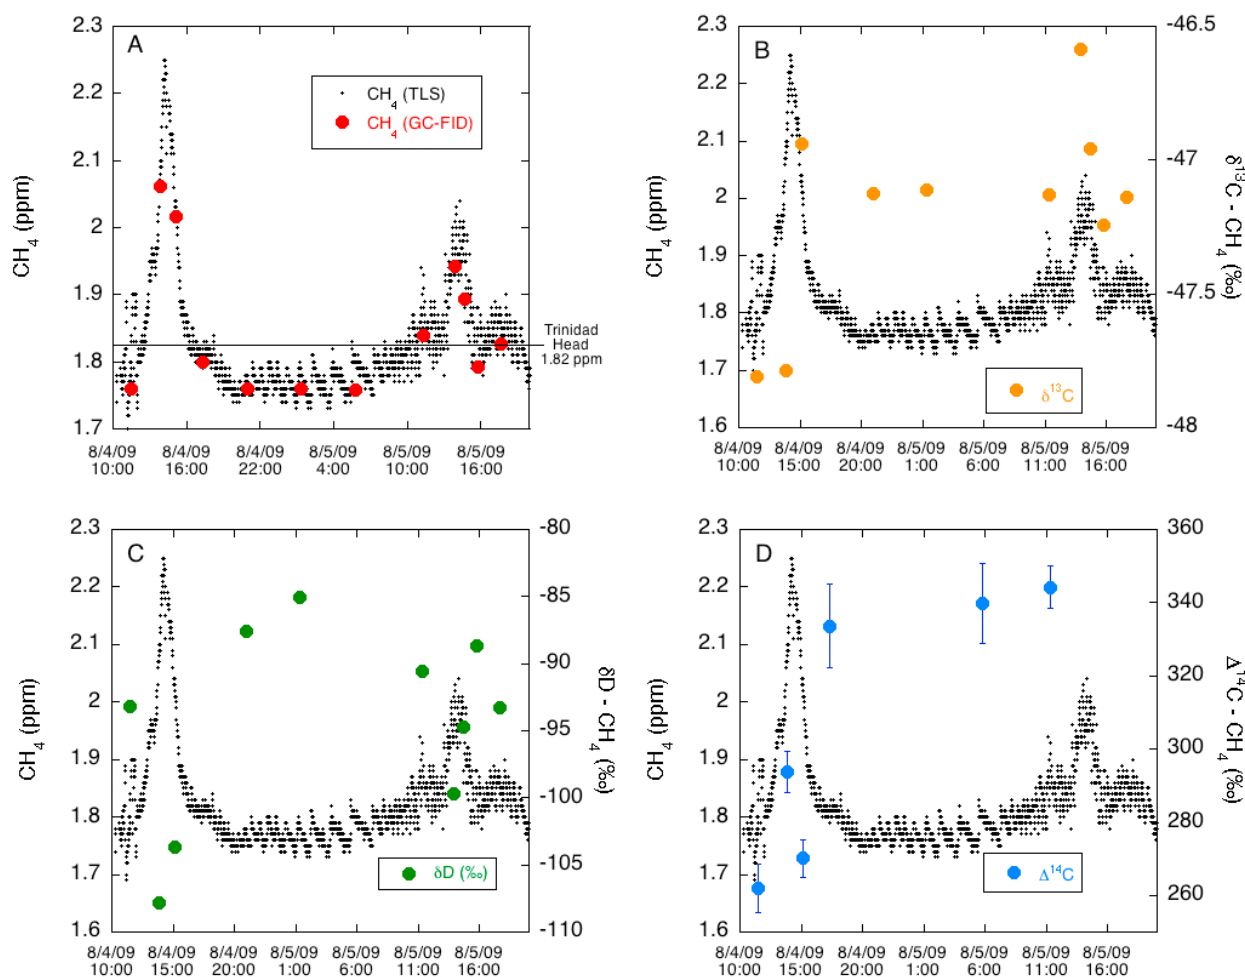 A
2.3
2.2
2.1
2
1.9
1.8
1.7
CH4 (ppm)
CH4 (TLS)
CH4 (GC-FID)
Trinidad
Head
1.82 ppm
8/4/09 8/4/09 8/4/09 8/5/09 8/5/09 8/5/09
10:00 16:00 22:00 4:00 10:00 16:00
B
2.3
2.2
2.1
2
1.9
1.8
1.7
1.6
CH4 (ppm)
-46.5
-47
-47.5
-48
δ13C - CH4 (‰)
δ13C
8/4/09 8/4/09 8/4/09 8/5/09 8/5/09 8/5/09 8/5/09
10:00 15:00 20:00 1:00 6:00 11:00 16:00
C
2.3
2.2
2.1
2
1.9
1.8
1.7
1.6
CH4 (ppm)
-80
-85
-90
-95
-100
-105
-110
δD - CH4 (‰)
δD (‰)
8/4/09 8/4/09 8/4/09 8/5/09 8/5/09 8/5/09 8/5/09
10:00 15:00 20:00 1:00 6:00 11:00 16:00
D
2.3
2.2
2.1
2
1.9
1.8
1.7
1.6
CH4 (ppm)
360
340
320
300
280
260
Δ14C - CH4 (‰)
Δ14C
8/4/09 8/4/09 8/4/09 8/5/09 8/5/09 8/5/09 8/5/09
10:00 15:00 20:00 1:00 6:00 11:00 16:00